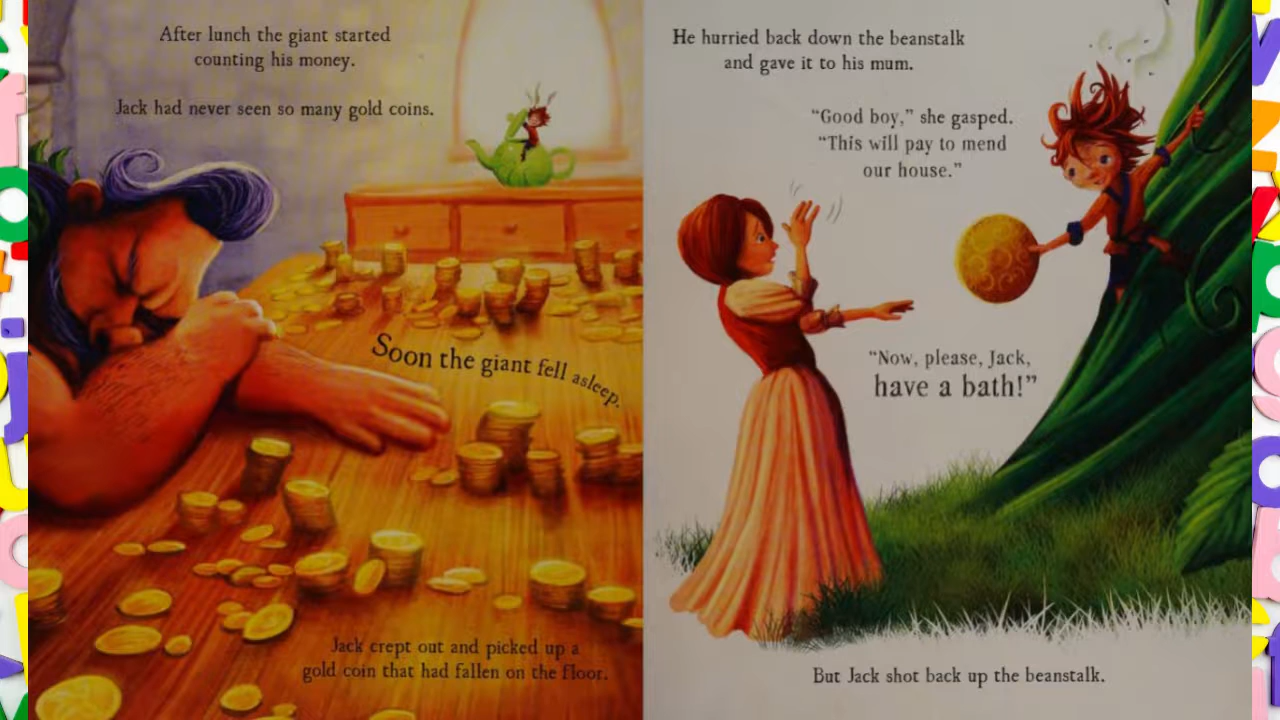 After lunch the giant started
counting his money.
Jack had never seen so many gold coins.
Soon the giant fell asleep.
Jack crept out and picked up a
gold coin that had fallen on the floor.
He hurried back down the beanstalk
and gave it to his mum.
“Good boy,” she gasped.
“This will pay to mend
our house.”
“Now, please, Jack,
have a bath!”
But Jack shot back up the beanstalk.